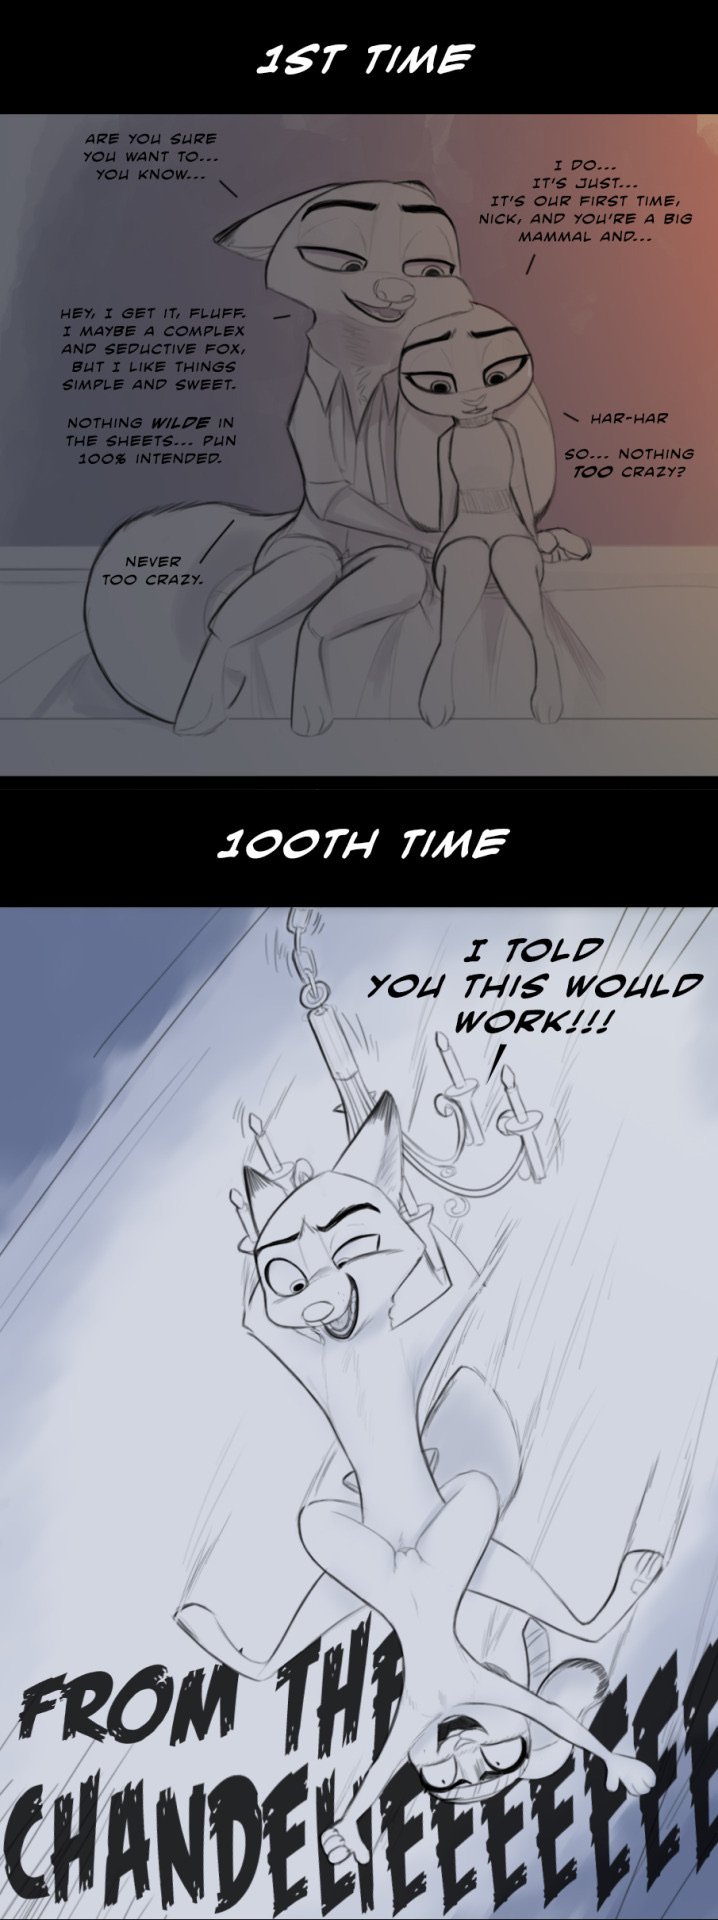 1ST TIME
ARE YOU SURE
YOU WANT TO...
YOU KNOW...
I DO...
IT'S JUST...
IT'S OUR FIRST TIME,
NICK, AND YOU'RE A BIG
MAMMAL AND...
HEY, I GET IT, FLUFF.
I MAYBE A COMPLEX
AND SEDUCTIVE FOX,
BUT I LIKE THINGS
SIMPLE AND SWEET.
NOTHING WILDE IN
THE SHEETS... PUN
100% INTENDED.
HAR-HAR
SO... NOTHING
TOO CRAZY?
NEVER
TOO CRAZY.
100TH TIME
I TOLD
YOU THIS WOULD
WORK!!!
FROM THE
CHANDELIEEEEEEEEE